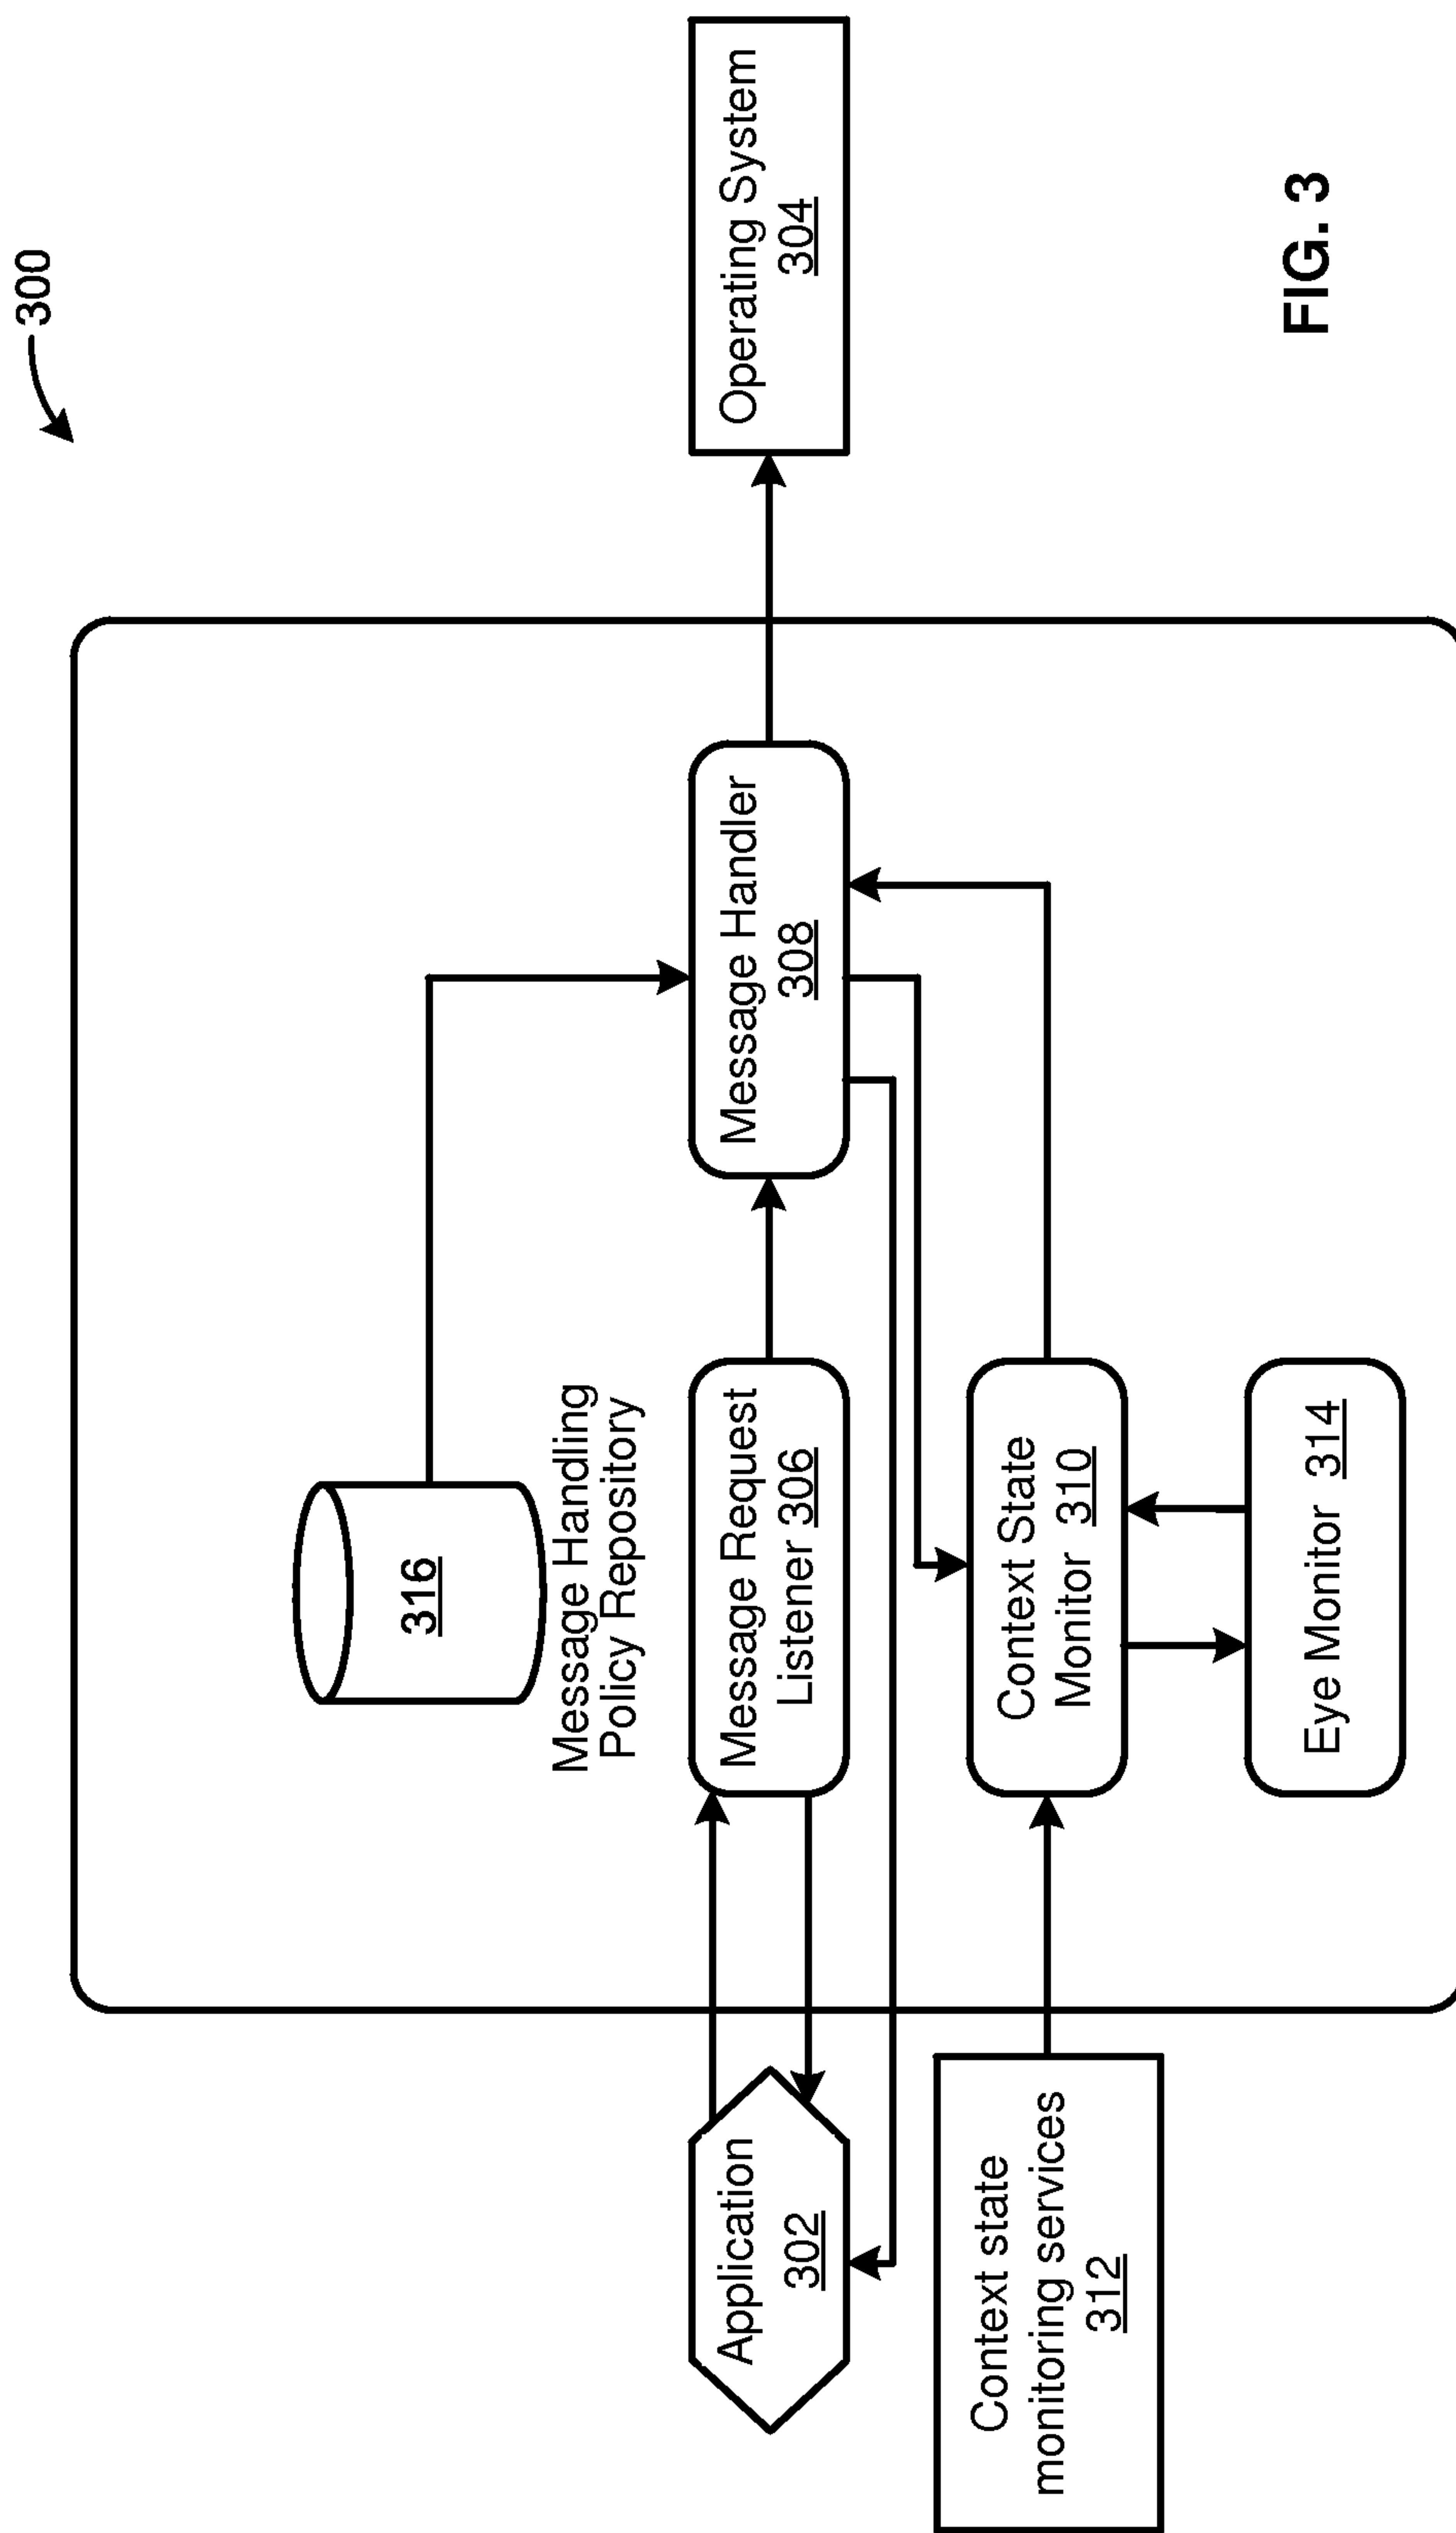 300
316
Message Handling
Policy Repository
Application
302
Message Request
Listener 306
Message Handler
308
Operating System
304
Context state
monitoring services
312
Context State
Monitor 310
Eye Monitor 314
FIG. 3